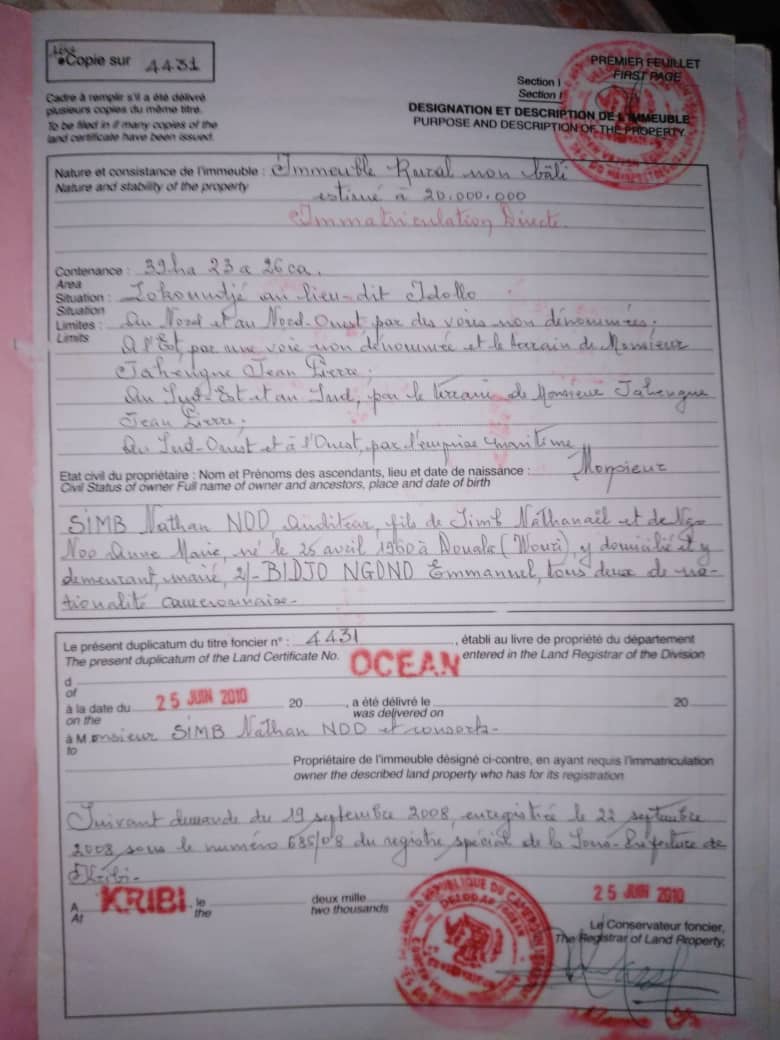 Copie sur 4431
PREMIER FEUILLET
FIRST PAGE
Section I
Section I
Cadre à remplir s'il a été délivré
plusieurs copies du même titre.
To be filed in if many copies of the
land certificate have been issued.
DESIGNATION ET DESCRIPTION DE L'IMMEUBLE
PURPOSE AND DESCRIPTION OF THE PROPERTY
Nature et consistance de l'immeuble : Immeuble Rural non bâti
Nature and stability of the property
estimé à 20.000.000
Immatriculation Directe.
Contenance : 39ha 23a 26ca.
Area
Situation : Lokoundjé au lieu-dit Idollo
Situation
Limites : Au Nord et au Nord-Ouest par des voies non dénommées;
Limits
A l'Est, par une voie non dénommée et le terrain de Monsieur
Tahengue Jean Pierre;
Au Sud-Est et au Sud, par le terrain de Monsieur Tahengue
Jean Pierre;
Au Sud-Ouest et à l'Ouest, par l'emprise maritime
Etat civil du propriétaire : Nom et Prénoms des ascendants, lieu et date de naissance : Monsieur
Civil Status of owner Full name of owner and ancestors, place and date of birth
SIMB Nathan NDD Auditeur, fils de Simb Nathanaël et de Ngo
Noo Anne Marie, né le 25 avril 1960 à Douala (Wouri), y domicilié et y
demeurant, marié, 2/- BIDJO NGOND Emmanuel, tous deux de na-
tionalité camerounaise-
Le présent duplicatum du titre foncier n° : 4431 , établi au livre de propriété du département
The present duplicatum of the Land Certificate No. entered in the Land Registrar of the Division
d OCEAN
of
à la date du 25 JUIN 2010 20 , a été délivré le 20
on the was delivered on
à Monsieur SIMB Nathan NDD et consorts-
to
Propriétaire de l'immeuble désigné ci-contre, en ayant requis l'immatriculation
owner the described land property who has for its registration
Suivant demande du 19 septembre 2008, enregistrée le 22 septembre
2008 sous le numéro 635/08 du registre spécial de la Sous-Préfecture de
Kribi-
A KRIBI le deux mille 25 JUIN 2010
At the two thousands
Le Conservateur foncier,
The Registrar of Land Property,